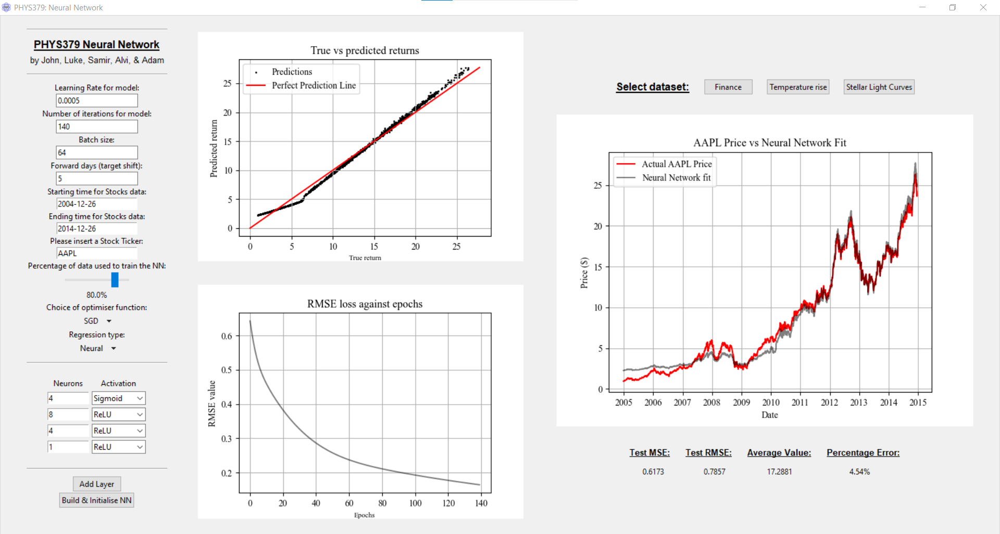 PHYS379: Neural Network
PHYS379 Neural Network
by John, Luke, Samir, Alvi, & Adam
Learning Rate for model:
0.0005
Number of iterations for model:
140
Batch size:
64
Forward days (target shift):
5
Starting time for Stocks data:
2004-12-26
Ending time for Stocks data:
2014-12-26
Please insert a Stock Ticker:
AAPL
Percentage of data used to train the NN:
80.0%
Choice of optimiser function:
SGD
Regression type:
Neural
Neurons Activation
4 Sigmoid
8 ReLU
4 ReLU
1 ReLU
Add Layer
Build & Initialise NN
True vs predicted returns
Predictions
Perfect Prediction Line
Predicted return
25
20
15
10
5
0
0 5 10 15 20 25
True return
RMSE loss against epochs
RMSE value
0.6
0.5
0.4
0.3
0.2
0 20 40 60 80 100 120 140
Epochs
Select dataset: Finance Temperature rise Stellar Light Curves
AAPL Price vs Neural Network Fit
Actual AAPL Price
Neural Network fit
Price ($)
25
20
15
10
5
0
2005 2006 2007 2008 2009 2010 2011 2012 2013 2014 2015
Date
Test MSE: Test RMSE: Average Value: Percentage Error:
0.6173 0.7857 17.2881 4.54%